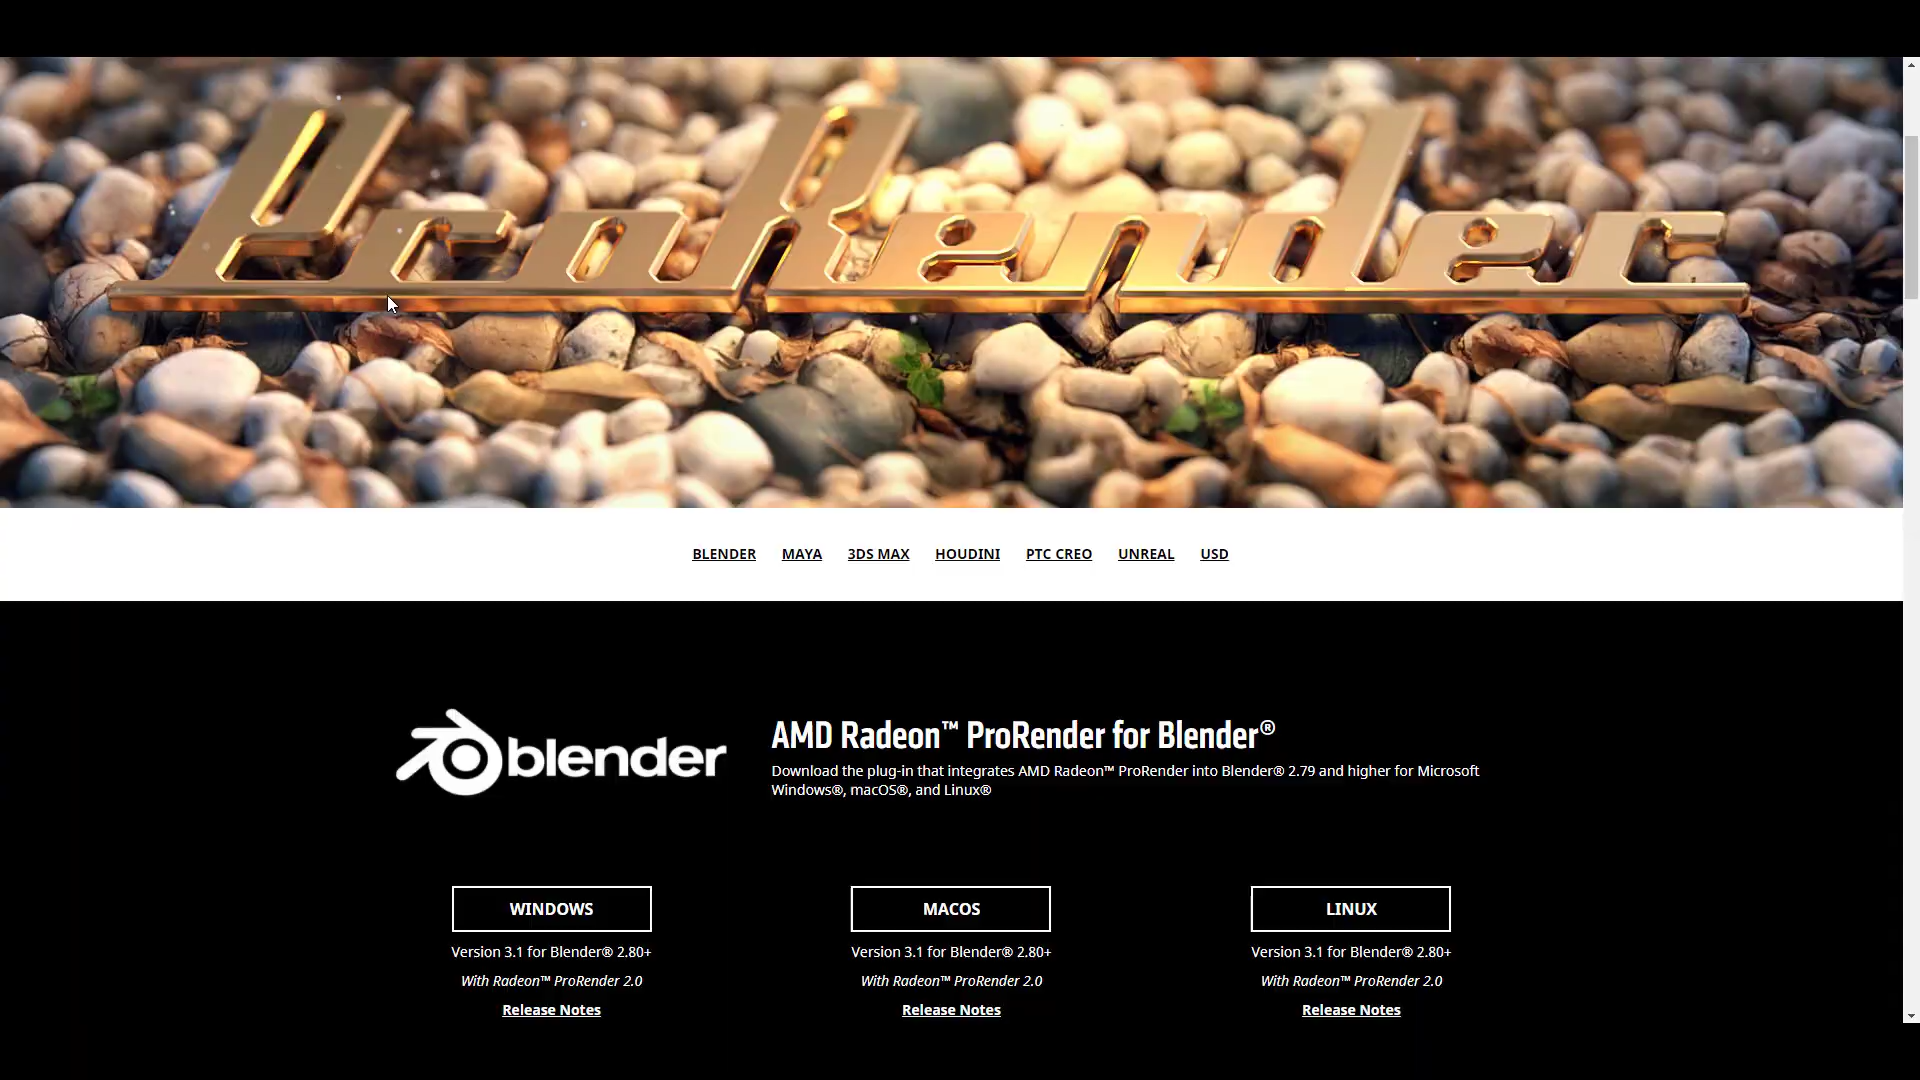 ProRender
BLENDER MAYA 3DS MAX HOUDINI PTC CREO UNREAL USD
blender
AMD Radeon™ ProRender for Blender®
Download the plug-in that integrates AMD Radeon™ ProRender into Blender® 2.79 and higher for Microsoft
Windows®, macOS®, and Linux®
WINDOWS MACOS LINUX
Version 3.1 for Blender® 2.80+ Version 3.1 for Blender® 2.80+ Version 3.1 for Blender® 2.80+
With Radeon™ ProRender 2.0 With Radeon™ ProRender 2.0 With Radeon™ ProRender 2.0
Release Notes Release Notes Release Notes